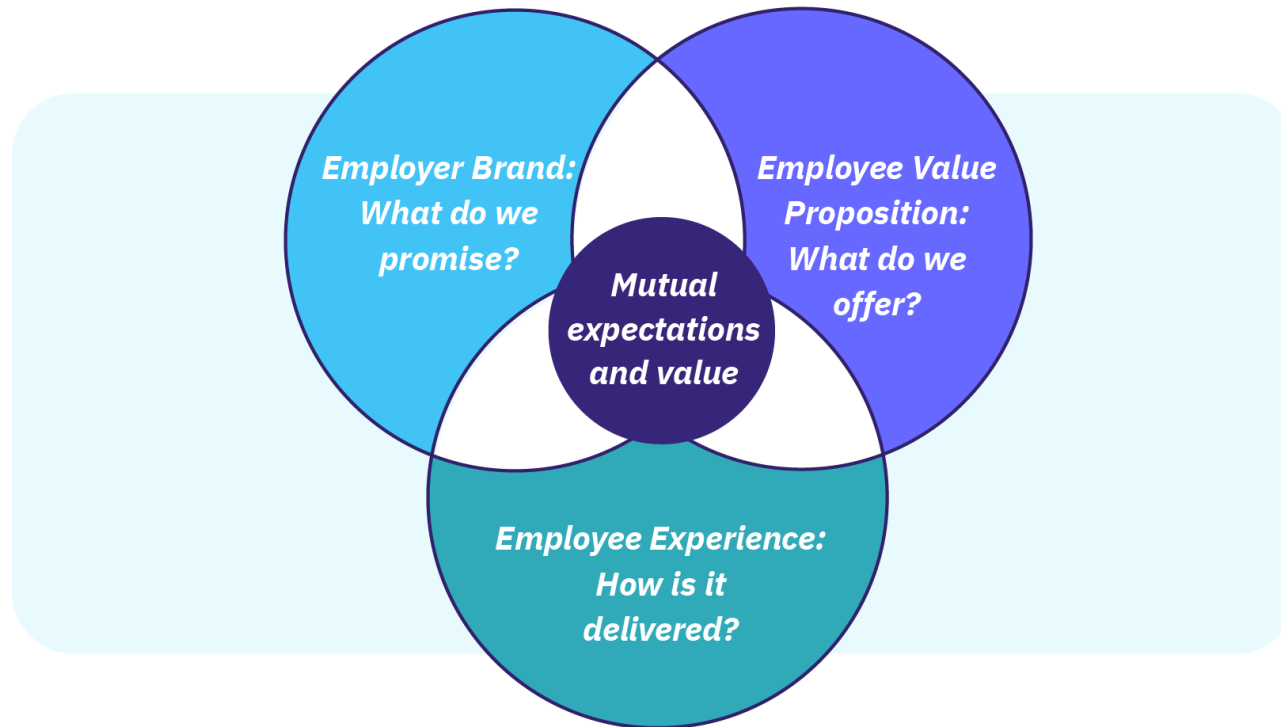 Employer Brand:
What do we
promise?
Employee Value
Proposition:
What do we
offer?
Mutual
expectations
and value
Employee Experience:
How is it
delivered?